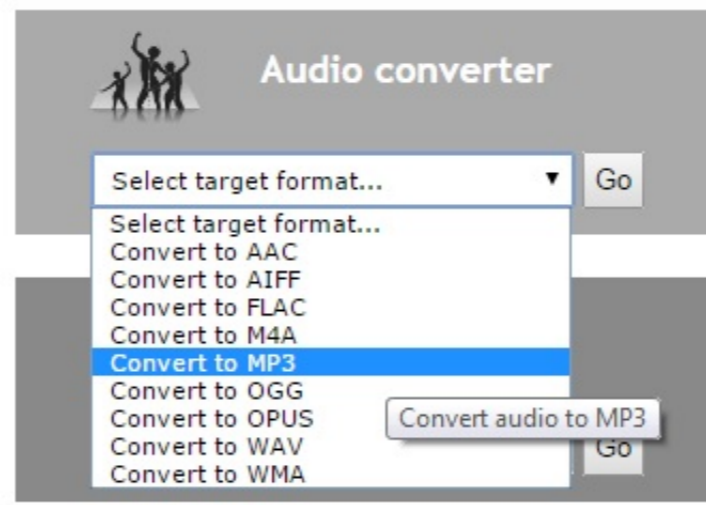 Audio converter
Select target format... Go
Select target format...
Convert to AAC
Convert to AIFF
Convert to FLAC
Convert to M4A
Convert to MP3
Convert to OGG
Convert to OPUS
Convert audio to MP3
Convert to WAV
Go
Convert to WMA